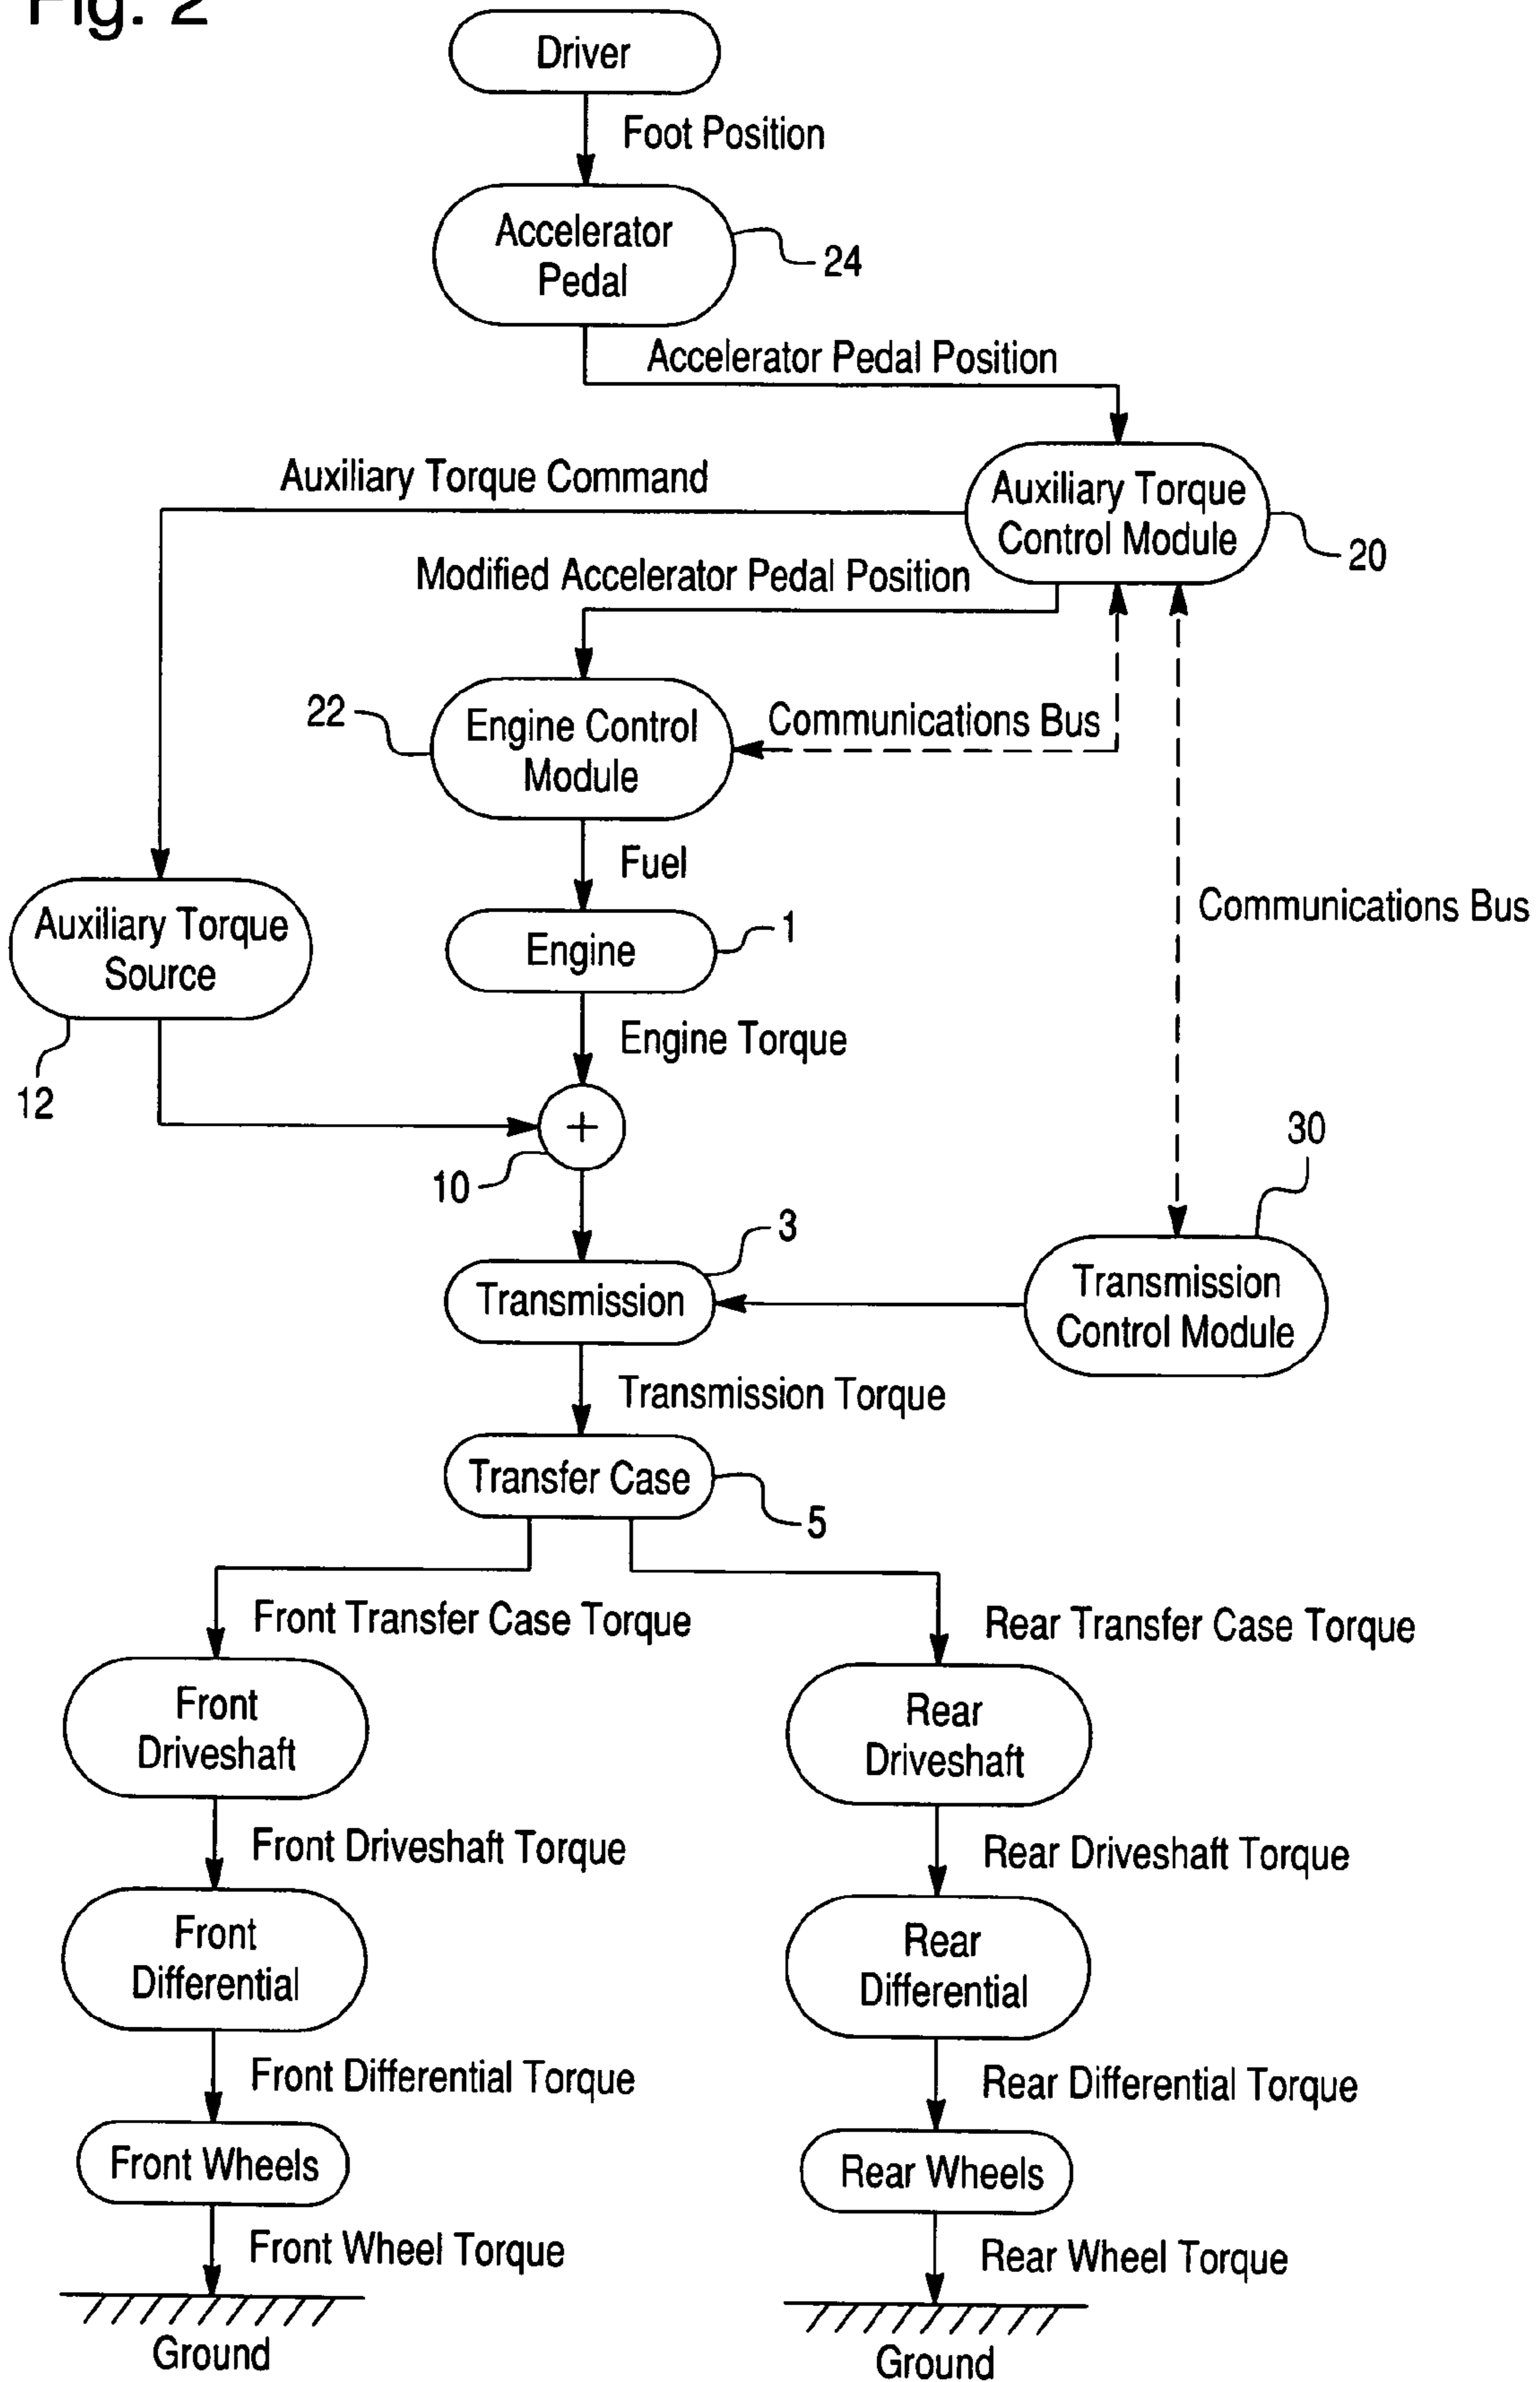 Fig. 2
Driver
Foot Position
Accelerator
Pedal
24
Accelerator Pedal Position
Auxiliary Torque Command
Auxiliary Torque
Control Module
20
Modified Accelerator Pedal Position
22
Engine Control
Module
Communications Bus
Fuel
Communications Bus
Auxiliary Torque
Source
Engine
1
Engine Torque
12
+
10
30
3
Transmission
Transmission
Control Module
Transmission Torque
Transfer Case
5
Front Transfer Case Torque
Rear Transfer Case Torque
Front
Driveshaft
Rear
Driveshaft
Front Driveshaft Torque
Rear Driveshaft Torque
Front
Differential
Rear
Differential
Front Differential Torque
Rear Differential Torque
Front Wheels
Rear Wheels
Front Wheel Torque
Rear Wheel Torque
Ground
Ground